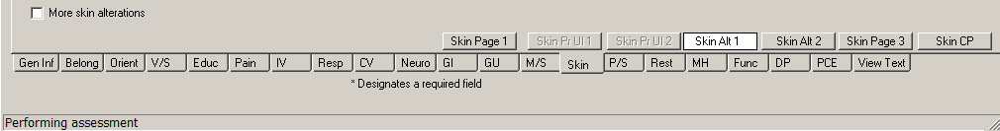 More skin alterations
Skin Page 1 Skin Pr Ul 1 Skin Pr Ul 2 Skin Alt 1 Skin Alt 2 Skin Page 3 Skin CP
Gen Inf Belong Orient V/S Educ Pain IV Resp CV Neuro GI GU M/S Skin P/S Rest MH Func DP PCE View Text
* Designates a required field
Performing assessment